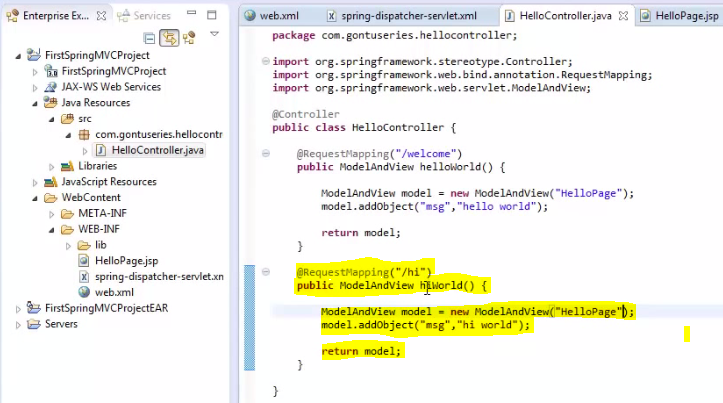 Enterprise Ex...
Services
FirstSpringMVCProject
FirstSpringMVCProject
JAX-WS Web Services
Java Resources
src
com.gontuseries.hellocontr
HelloController.java
Libraries
JavaScript Resources
WebContent
META-INF
WEB-INF
lib
HelloPage.jsp
spring-dispatcher-servlet.xn
web.xml
FirstSpringMVCProjectEAR
Servers
web.xml
spring-dispatcher-servlet.xml
HelloController.java
HelloPage.jsp
package com.gontuseries.hellocontroller;
import org.springframework.stereotype.Controller;
import org.springframework.web.bind.annotation.RequestMapping;
import org.springframework.web.servlet.ModelAndView;
@Controller
public class HelloController {
@RequestMapping("/welcome")
public ModelAndView helloWorld() {
ModelAndView model = new ModelAndView("HelloPage");
model.addObject("msg","hello world");
return model;
}
@RequestMapping("/hi")
public ModelAndView hiWorld() {
ModelAndView model = new ModelAndView("HelloPage");
model.addObject("msg","hi world");
return model;
}
}